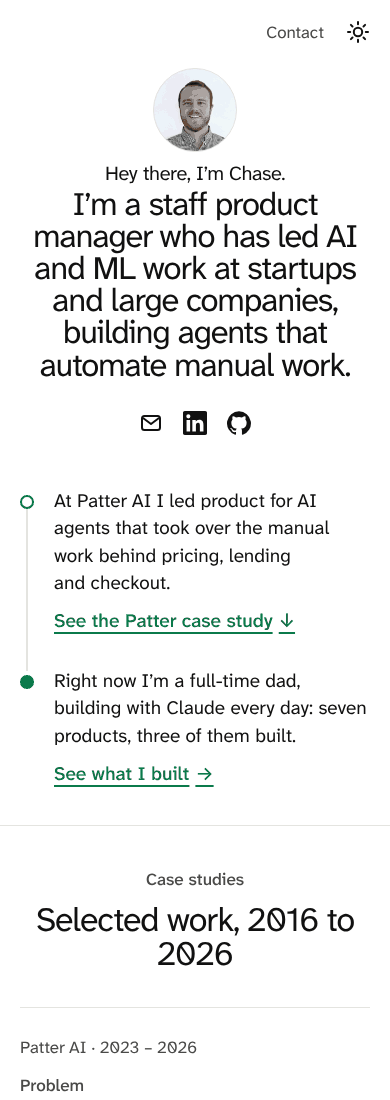 Contact
Hey there, I’m Chase.
I’m a staff product
manager who has led AI
and ML work at startups
and large companies,
building agents that
automate manual work.
in
At Patter AI I led product for AI
agents that took over the manual
work behind pricing, lending
and checkout.
See the Patter case study ↓
Right now I’m a full-time dad,
building with Claude every day: seven
products, three of them built.
See what I built →
Case studies
Selected work, 2016 to
2026
Patter AI · 2023 – 2026
Problem